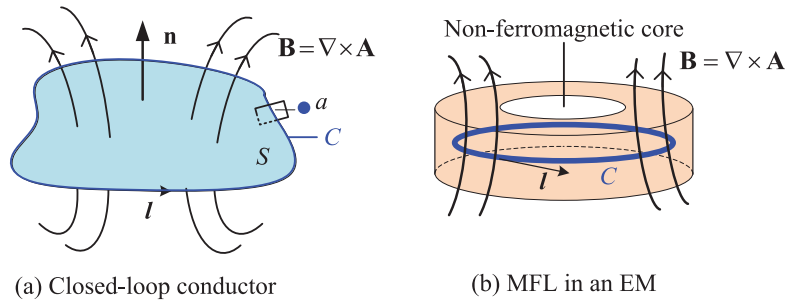 n
B = ∇ × A
a
C
S
l
(a) Closed-loop conductor
Non-ferromagnetic core
B = ∇ × A
l
C
(b) MFL in an EM